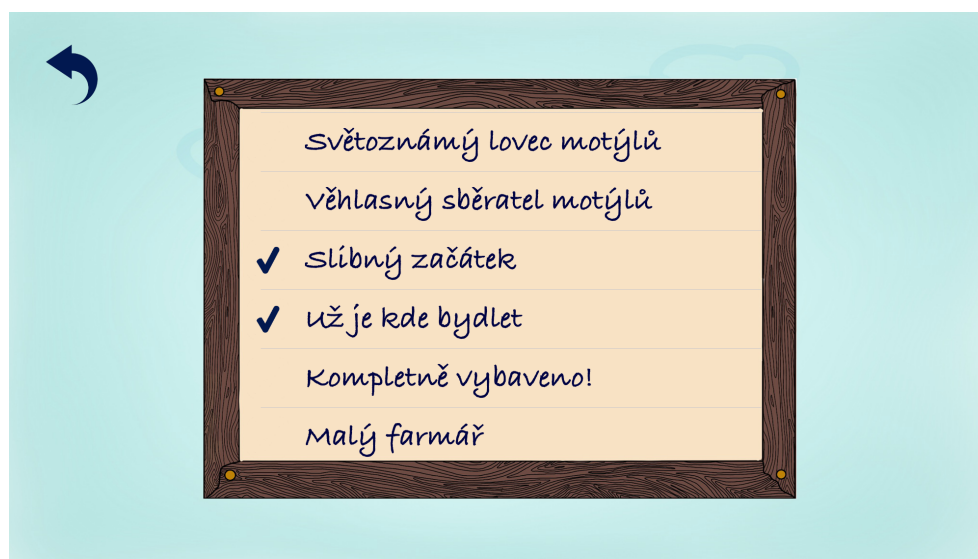 Světoznámý lovec motýlů
Věhlasný sběratel motýlů
Slibný začátek
Už je kde bydlet
Kompletně vybaveno!
Malý farmář